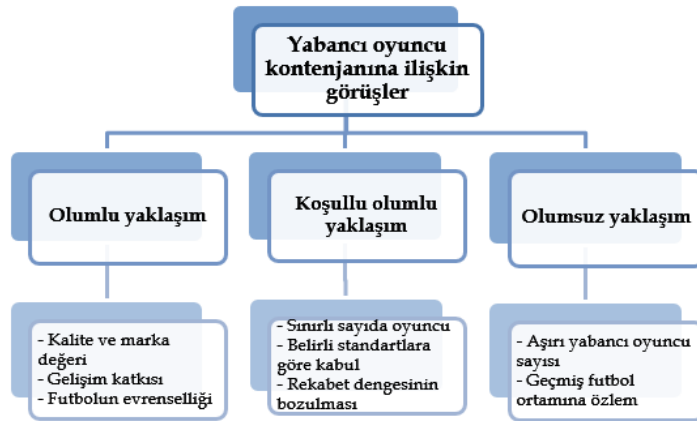 Yabancı oyuncu
kontenjanına ilişkin
görüşler
Olumlu yaklaşım
Koşullu olumlu
yaklaşım
Olumsuz yaklaşım
- Kalite ve marka
değeri
- Gelişim katkısı
- Futbolun evrenselliği
- Sınırlı sayıda oyuncu
- Belirli standartlara
göre kabul
- Rekabet dengesinin
bozulması
- Aşırı yabancı oyuncu
sayısı
- Geçmiş futbol
ortamına özlem